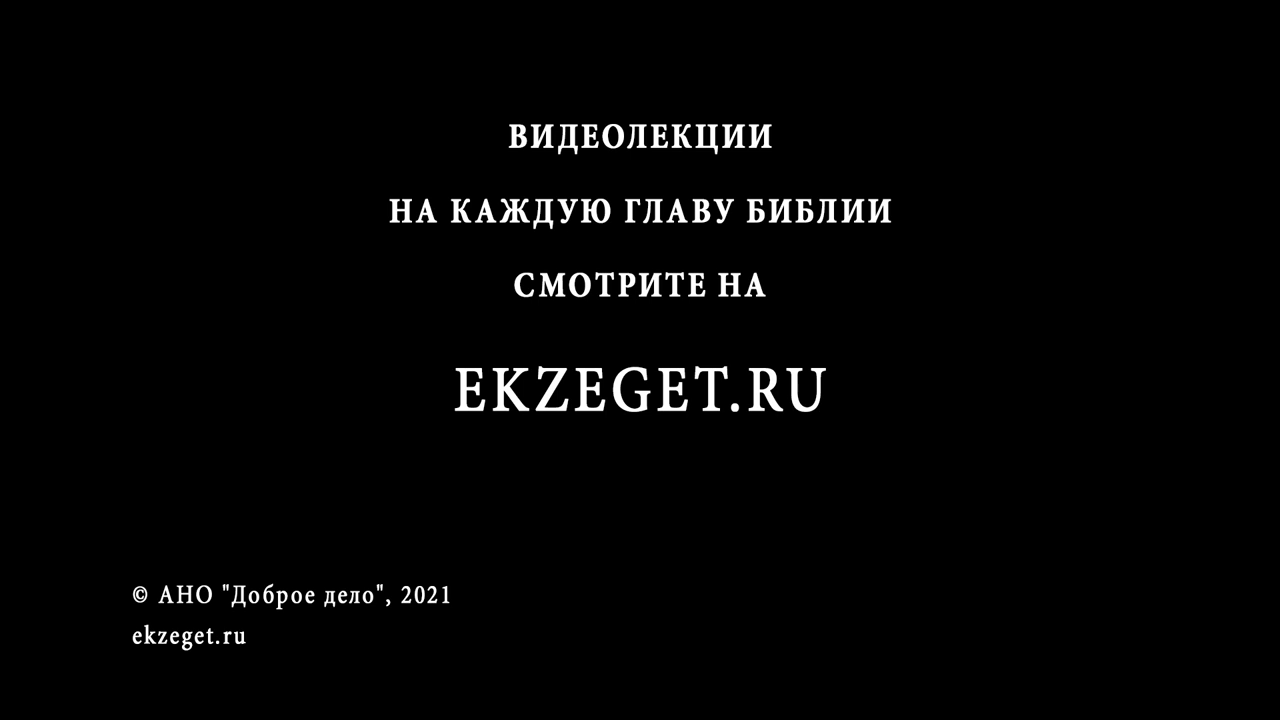 ВИДЕОЛЕКЦИИ
НА КАЖДУЮ ГЛАВУ БИБЛИИ
СМОТРИТЕ НА
EKZEGET.RU
© АНО "Доброе дело", 2021
ekzeget.ru